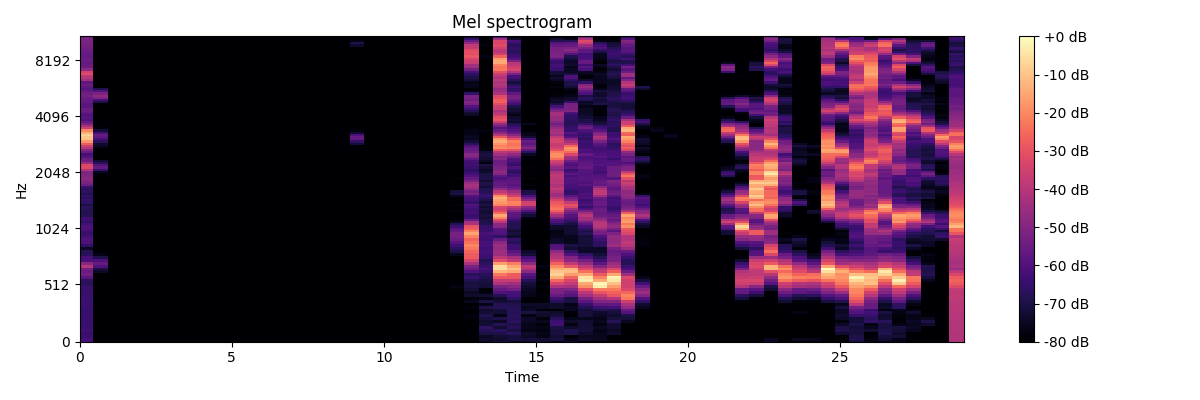 Mel spectrogram
8192
4096
2048
1024
512
0
Hz
0 5 10 15 20 25
Time
+0 dB
-10 dB
-20 dB
-30 dB
-40 dB
-50 dB
-60 dB
-70 dB
-80 dB